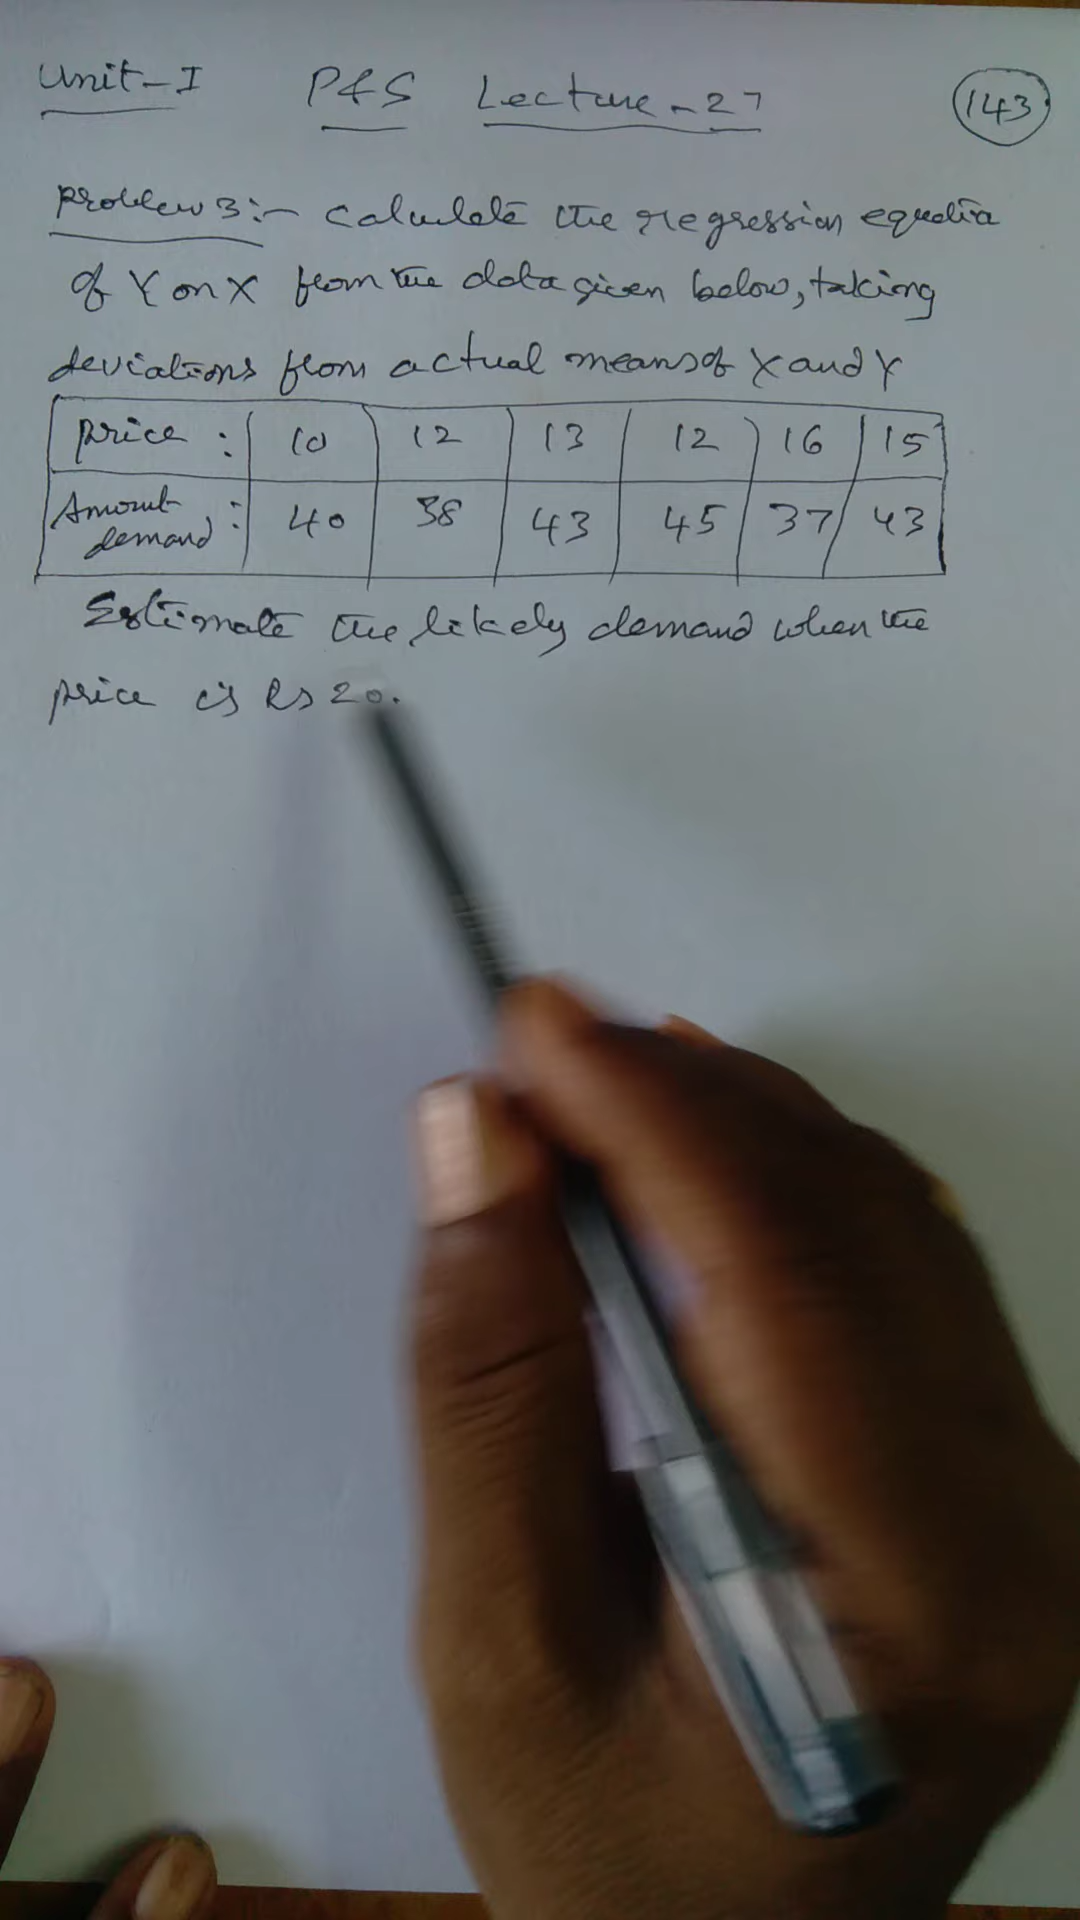 Unit-I P&S Lecture-27 143
Problem 3:- Calculate the regression equation
of Y on X from the data given below, taking
deviations from actual means of X and Y
Price : 10 12 13 12 16 15
Amount demand : 40 38 43 45 37 43
Estimate the likely demand when the
price is Rs 20.